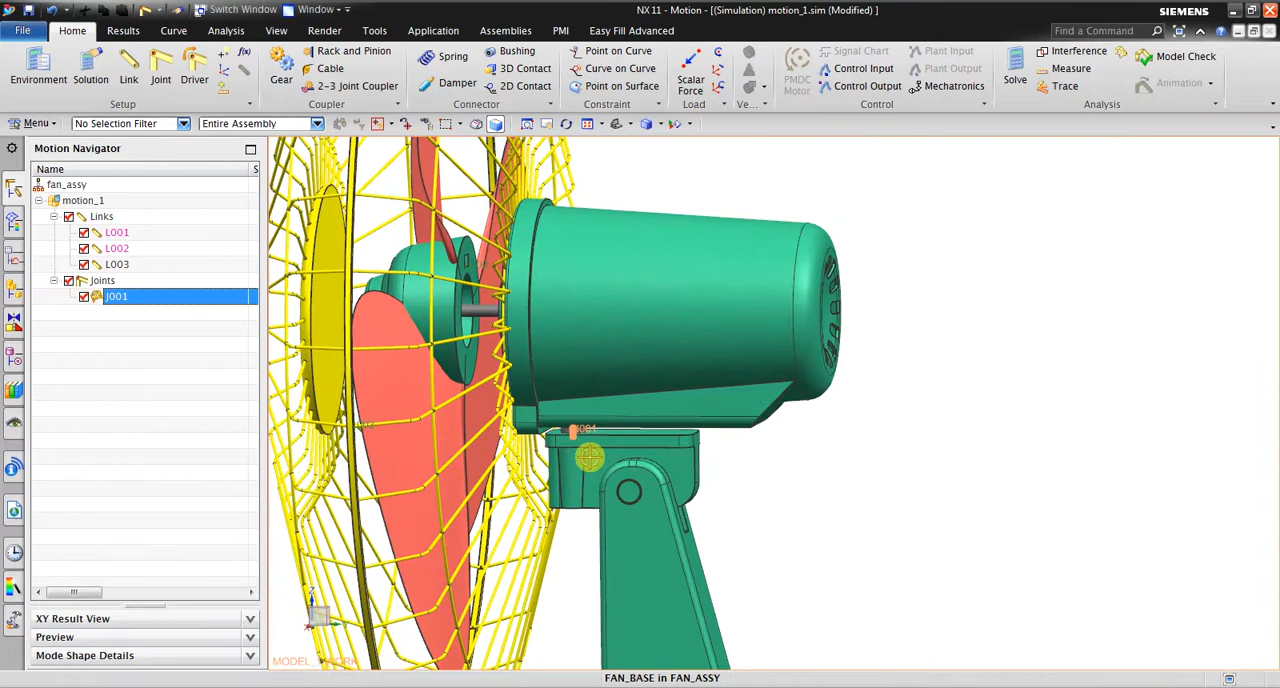 Switch Window Window
NX 11 - Motion - [(Simulation) motion_1.sim (Modified) ]
SIEMENS
File Home Results Curve Analysis View Render Tools Application Assemblies PMI Easy Fill Advanced
Find a Command
Environment Solution Link Joint Driver
f(x)
Setup
Gear
Rack and Pinion
Cable
2-3 Joint Coupler
Coupler
Spring
Damper
Bushing
3D Contact
2D Contact
Connector
Point on Curve
Curve on Curve
Point on Surface
Constraint
Scalar
Force
Load
Ve...
PMDC
Motor
Signal Chart
Control Input
Control Output
Plant Input
Plant Output
Mechatronics
Control
Solve
Interference
Measure
Trace
Model Check
Animation
Analysis
Menu No Selection Filter Entire Assembly
Motion Navigator
Name S
fan_assy
motion_1
Links
L001
L002
L003
Joints
J001
XY Result View
Preview
Mode Shape Details
Z
FAN_BASE in FAN_ASSY